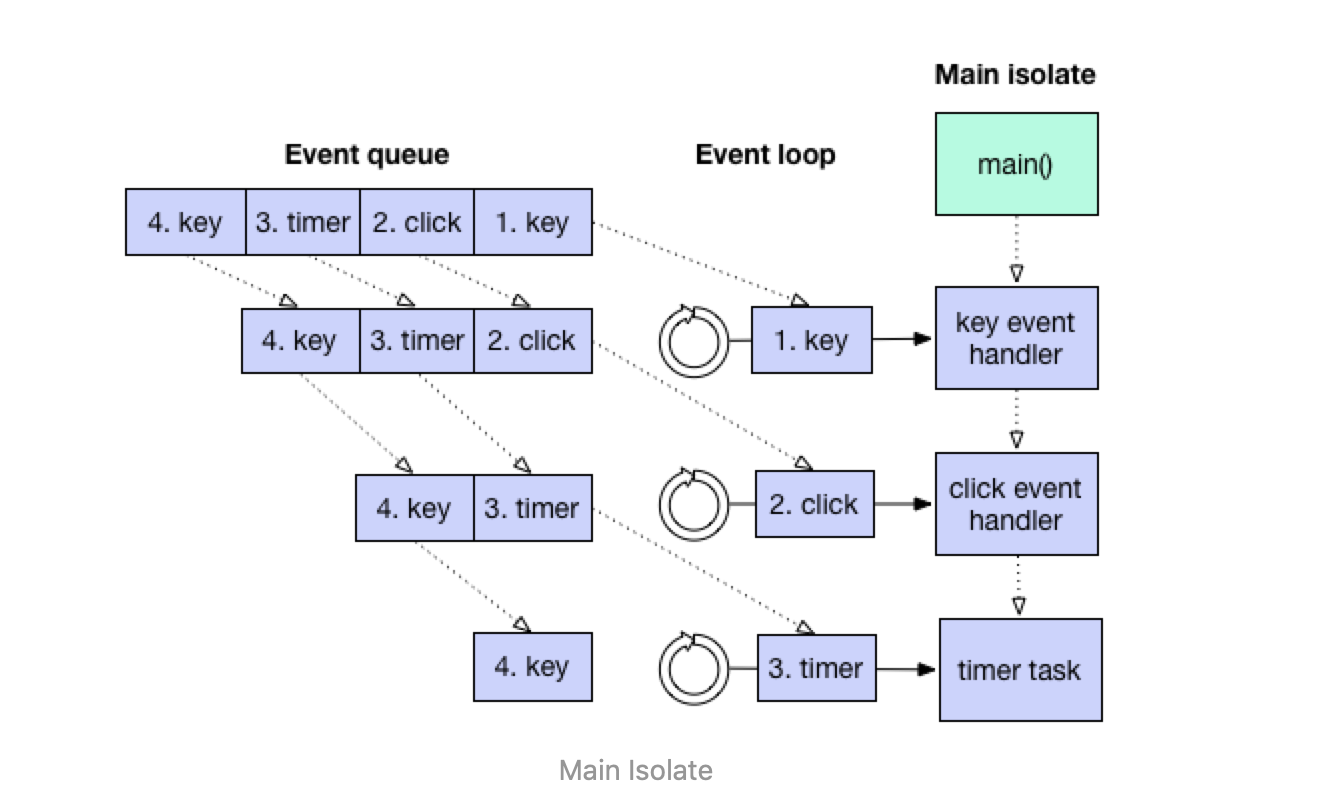 Main isolate
main()
Event queue
Event loop
4. key
3. timer
2. click
1. key
4. key
3. timer
2. click
1. key
key event
handler
4. key
3. timer
2. click
click event
handler
4. key
3. timer
timer task
Main Isolate